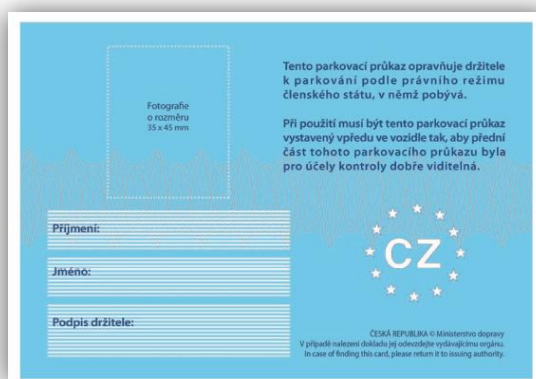 Fotografie
o rozměru
35 x 45 mm
Tento parkovací průkaz opravňuje držitele
k parkování podle právního režimu
členského státu, v němž pobývá.
Při použití musí být tento parkovací průkaz
vystavený vpředu ve vozidle tak, aby přední
část tohoto parkovacího průkazu byla
pro účely kontroly dobře viditelná.
Příjmení:
Jméno:
Podpis držitele:
CZ
ČESKÁ REPUBLIKA © Ministerstvo dopravy
V případě nalezení dokladu jej odevzdejte vydávajícímu orgánu.
In case of finding this card, please return it to issuing authority.